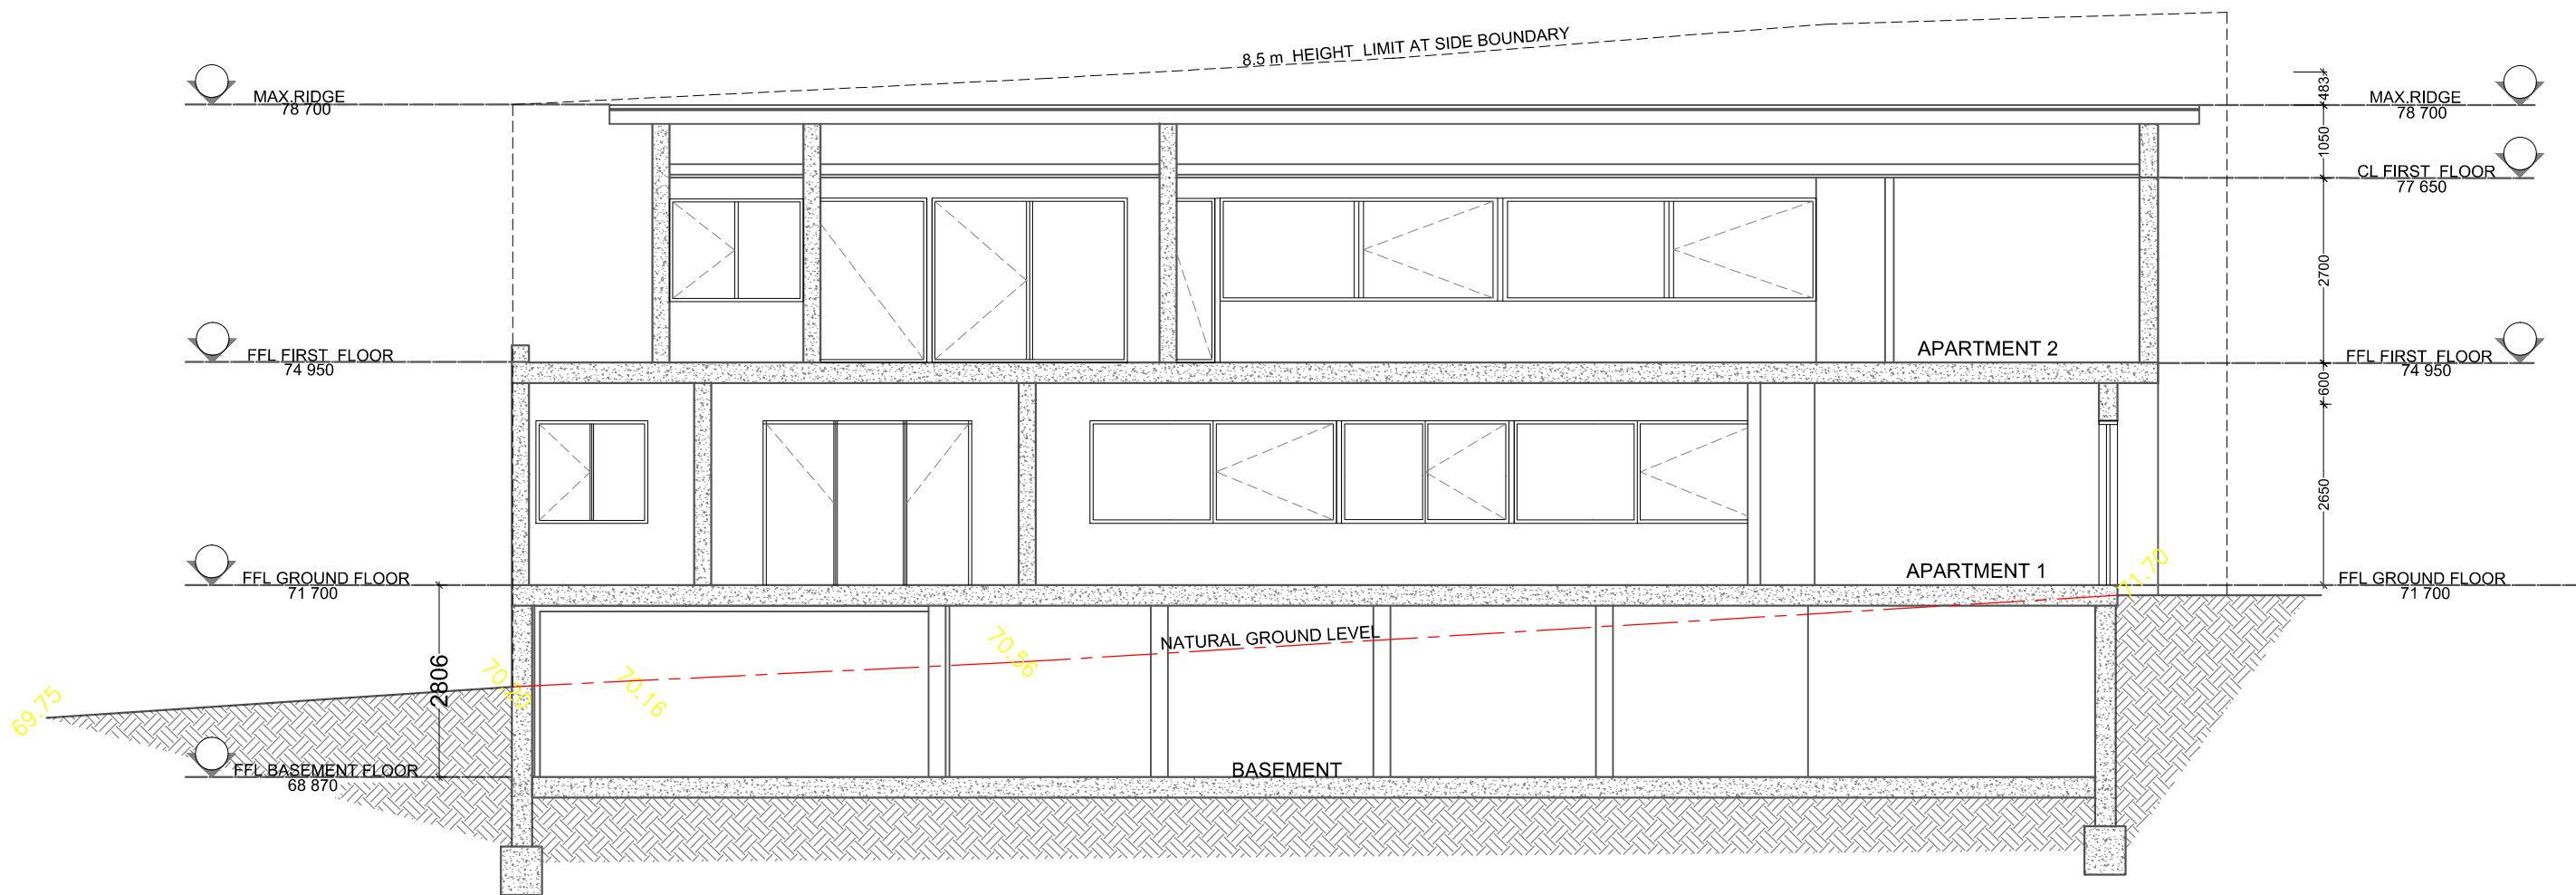 8.5 m  HEIGHT  LIMIT AT SIDE BOUNDARY
MAX.RIDGE
78 700
483
MAX.RIDGE
78 700
1050
CL FIRST  FLOOR
77 650
2700
APARTMENT 2
FFL FIRST  FLOOR
74 950
FFL FIRST  FLOOR
74 950
600
2650
APARTMENT 1
71.70
FFL GROUND FLOOR
71 700
FFL GROUND FLOOR
71 700
NATURAL GROUND LEVEL
2806
70.56
70.16
69.75
FFL BASEMENT FLOOR
68 870
BASEMENT